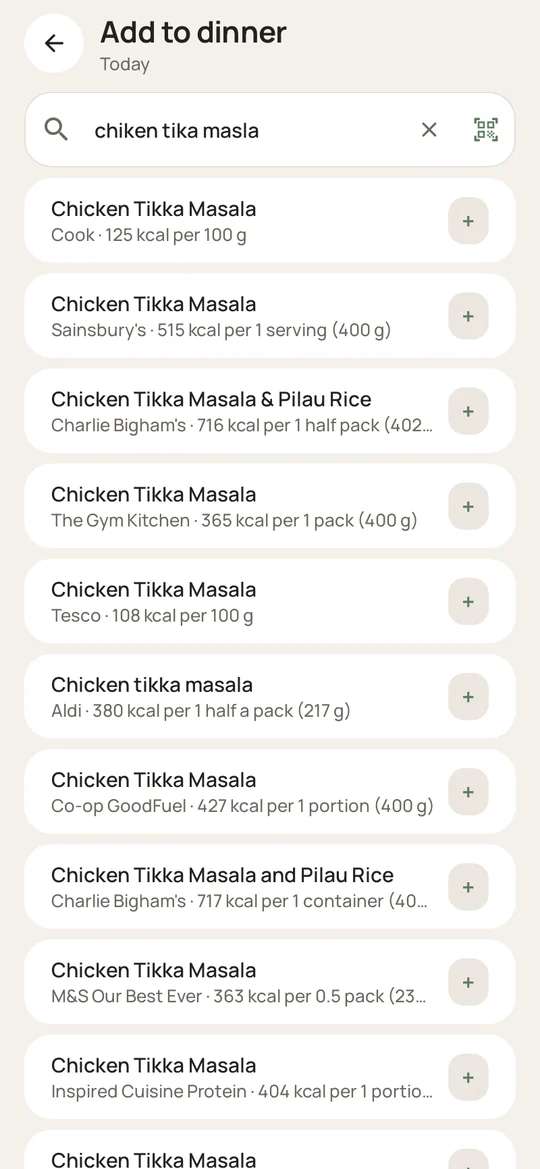 Add to dinner
Today
chiken tika masla
Chicken Tikka Masala
Cook · 125 kcal per 100 g
+
Chicken Tikka Masala
Sainsbury's · 515 kcal per 1 serving (400 g)
+
Chicken Tikka Masala & Pilau Rice
Charlie Bigham's · 716 kcal per 1 half pack (402...
+
Chicken Tikka Masala
The Gym Kitchen · 365 kcal per 1 pack (400 g)
+
Chicken Tikka Masala
Tesco · 108 kcal per 100 g
+
Chicken tikka masala
Aldi · 380 kcal per 1 half a pack (217 g)
+
Chicken Tikka Masala
Co-op GoodFuel · 427 kcal per 1 portion (400 g)
+
Chicken Tikka Masala and Pilau Rice
Charlie Bigham's · 717 kcal per 1 container (40...
+
Chicken Tikka Masala
M&S Our Best Ever · 363 kcal per 0.5 pack (23...
+
Chicken Tikka Masala
Inspired Cuisine Protein · 404 kcal per 1 portio...
+
Chicken Tikka Masala